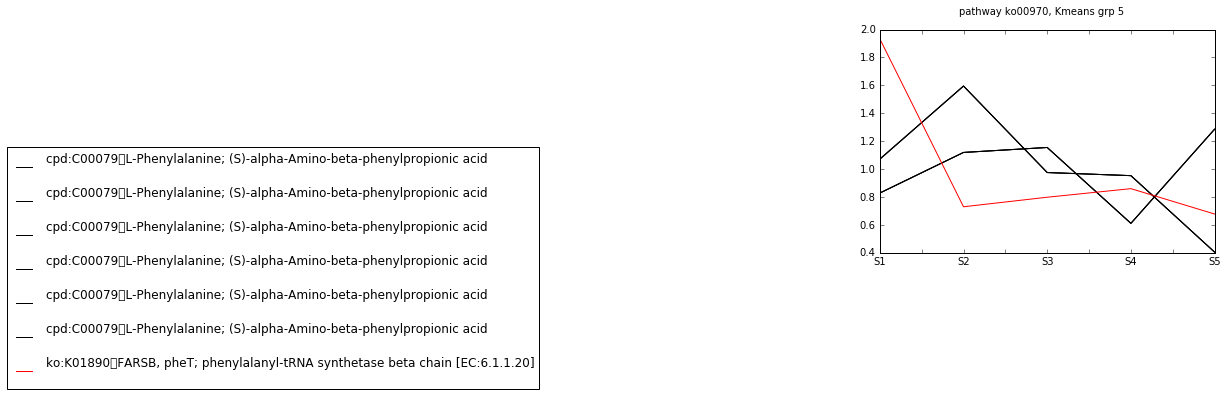 pathway ko00970, Kmeans grp 5
2.0
1.8
1.6
1.4
1.2
1.0
0.8
0.6
0.4
S1 S2 S3 S4 S5
cpd:C00079▯L-Phenylalanine; (S)-alpha-Amino-beta-phenylpropionic acid
cpd:C00079▯L-Phenylalanine; (S)-alpha-Amino-beta-phenylpropionic acid
cpd:C00079▯L-Phenylalanine; (S)-alpha-Amino-beta-phenylpropionic acid
cpd:C00079▯L-Phenylalanine; (S)-alpha-Amino-beta-phenylpropionic acid
cpd:C00079▯L-Phenylalanine; (S)-alpha-Amino-beta-phenylpropionic acid
cpd:C00079▯L-Phenylalanine; (S)-alpha-Amino-beta-phenylpropionic acid
ko:K01890▯FARSB, pheT; phenylalanyl-tRNA synthetase beta chain [EC:6.1.1.20]